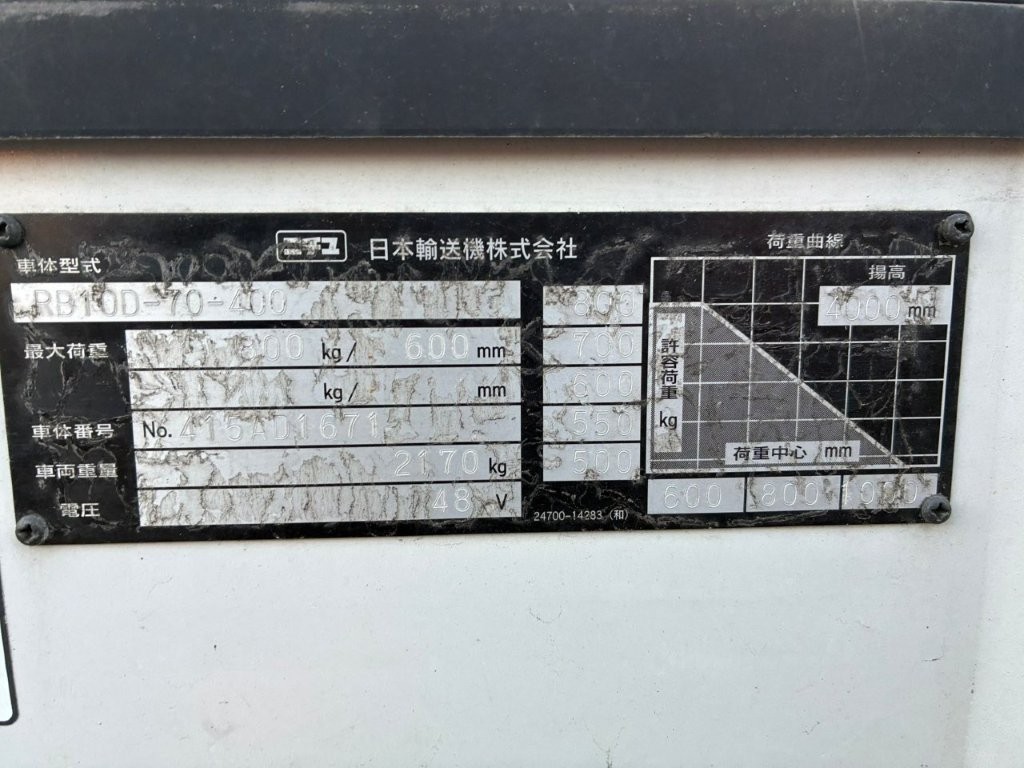 ニチユ 日本輸送機株式会社
荷重曲線
車体型式
RB10D-70-400
揚高
4000 mm
最大荷重 800 kg/ 600 mm
kg/ mm
車体番号 No. 415AD1671
車両重量 2170 kg
電圧 48 V
800
700
600
550
500
許容荷重 kg
荷重中心 mm
600 800 1000
24700-14283 (和)